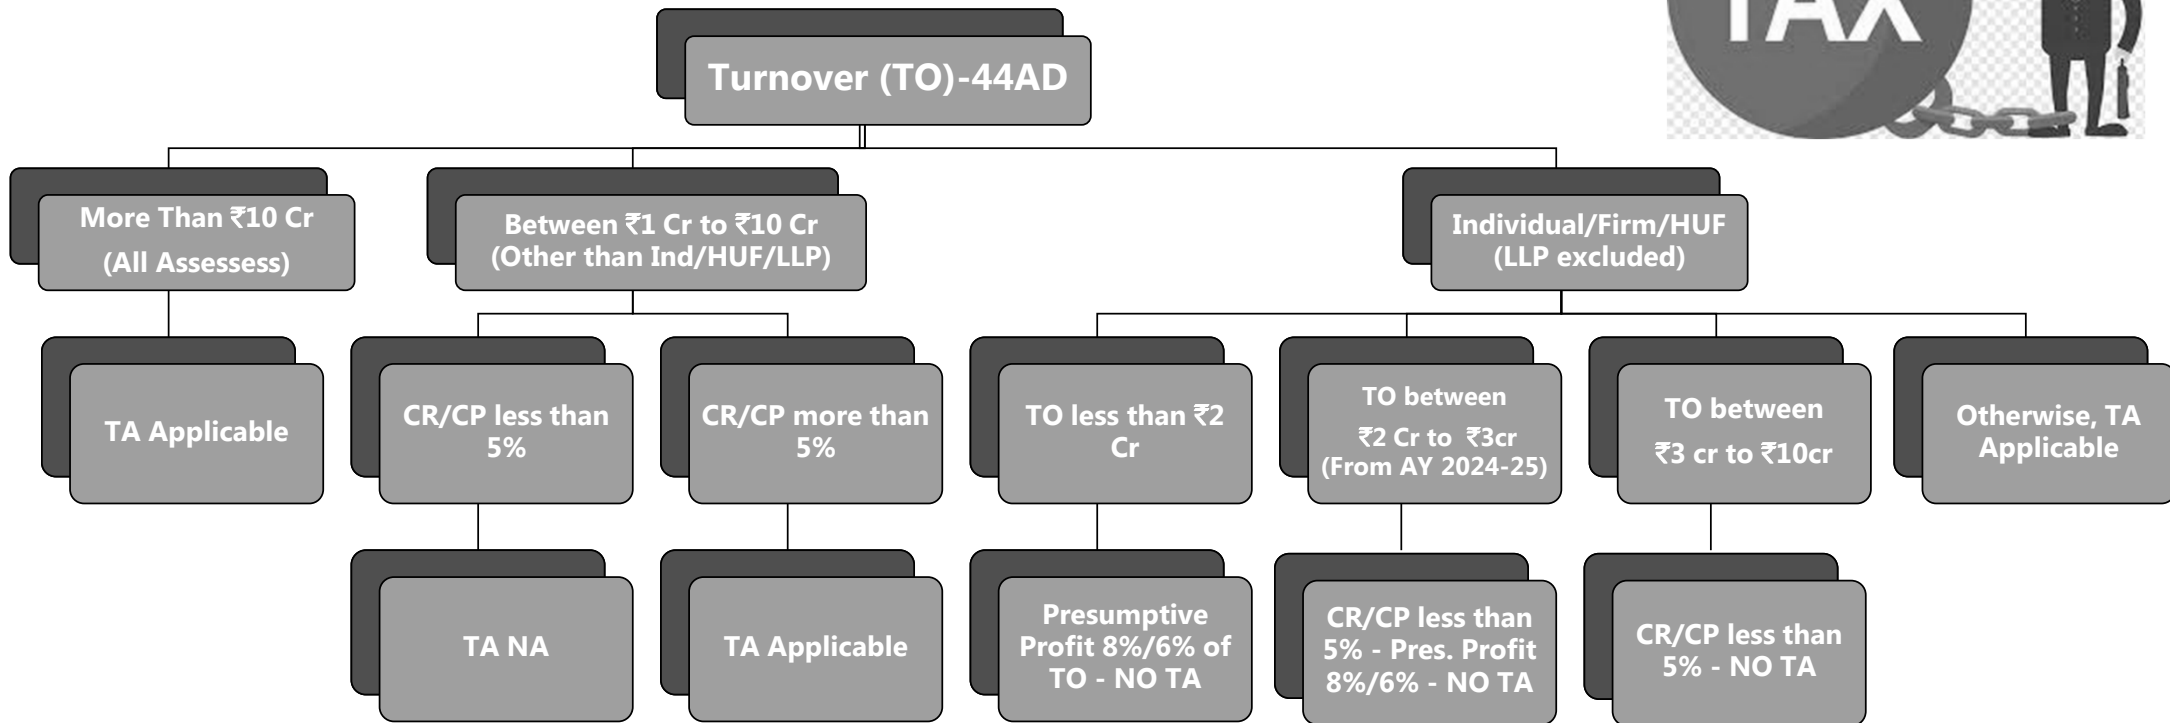 TAX
Turnover (TO)-44AD
More Than ₹10 Cr
(All Assessess)
Between ₹1 Cr to ₹10 Cr
(Other than Ind/HUF/LLP)
Individual/Firm/HUF
(LLP excluded)
TA Applicable
CR/CP less than
5%
CR/CP more than
5%
TO less than ₹2
Cr
TO between
₹2 Cr to ₹3cr
(From AY 2024-25)
TO between
₹3 cr to ₹10cr
Otherwise, TA
Applicable
TA NA
TA Applicable
Presumptive
Profit 8%/6% of
TO - NO TA
CR/CP less than
5% - Pres. Profit
8%/6% - NO TA
CR/CP less than
5% - NO TA